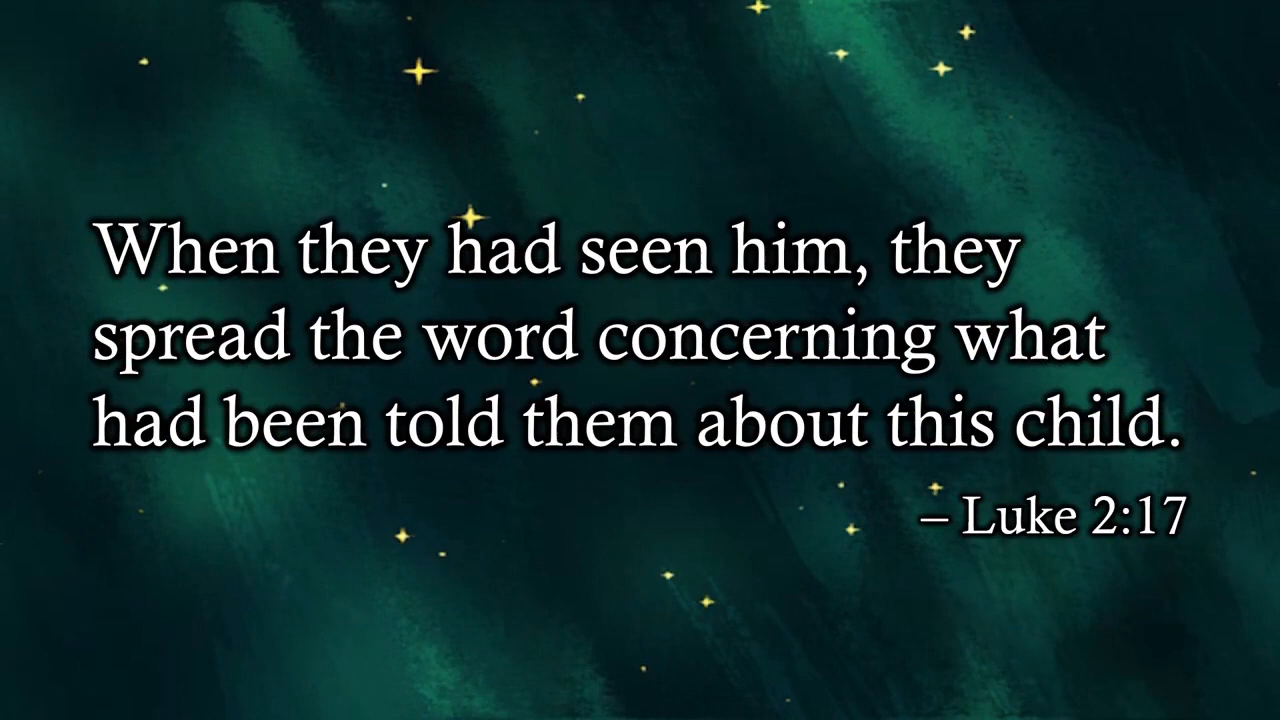 When they had seen him, they
spread the word concerning what
had been told them about this child.
– Luke 2:17